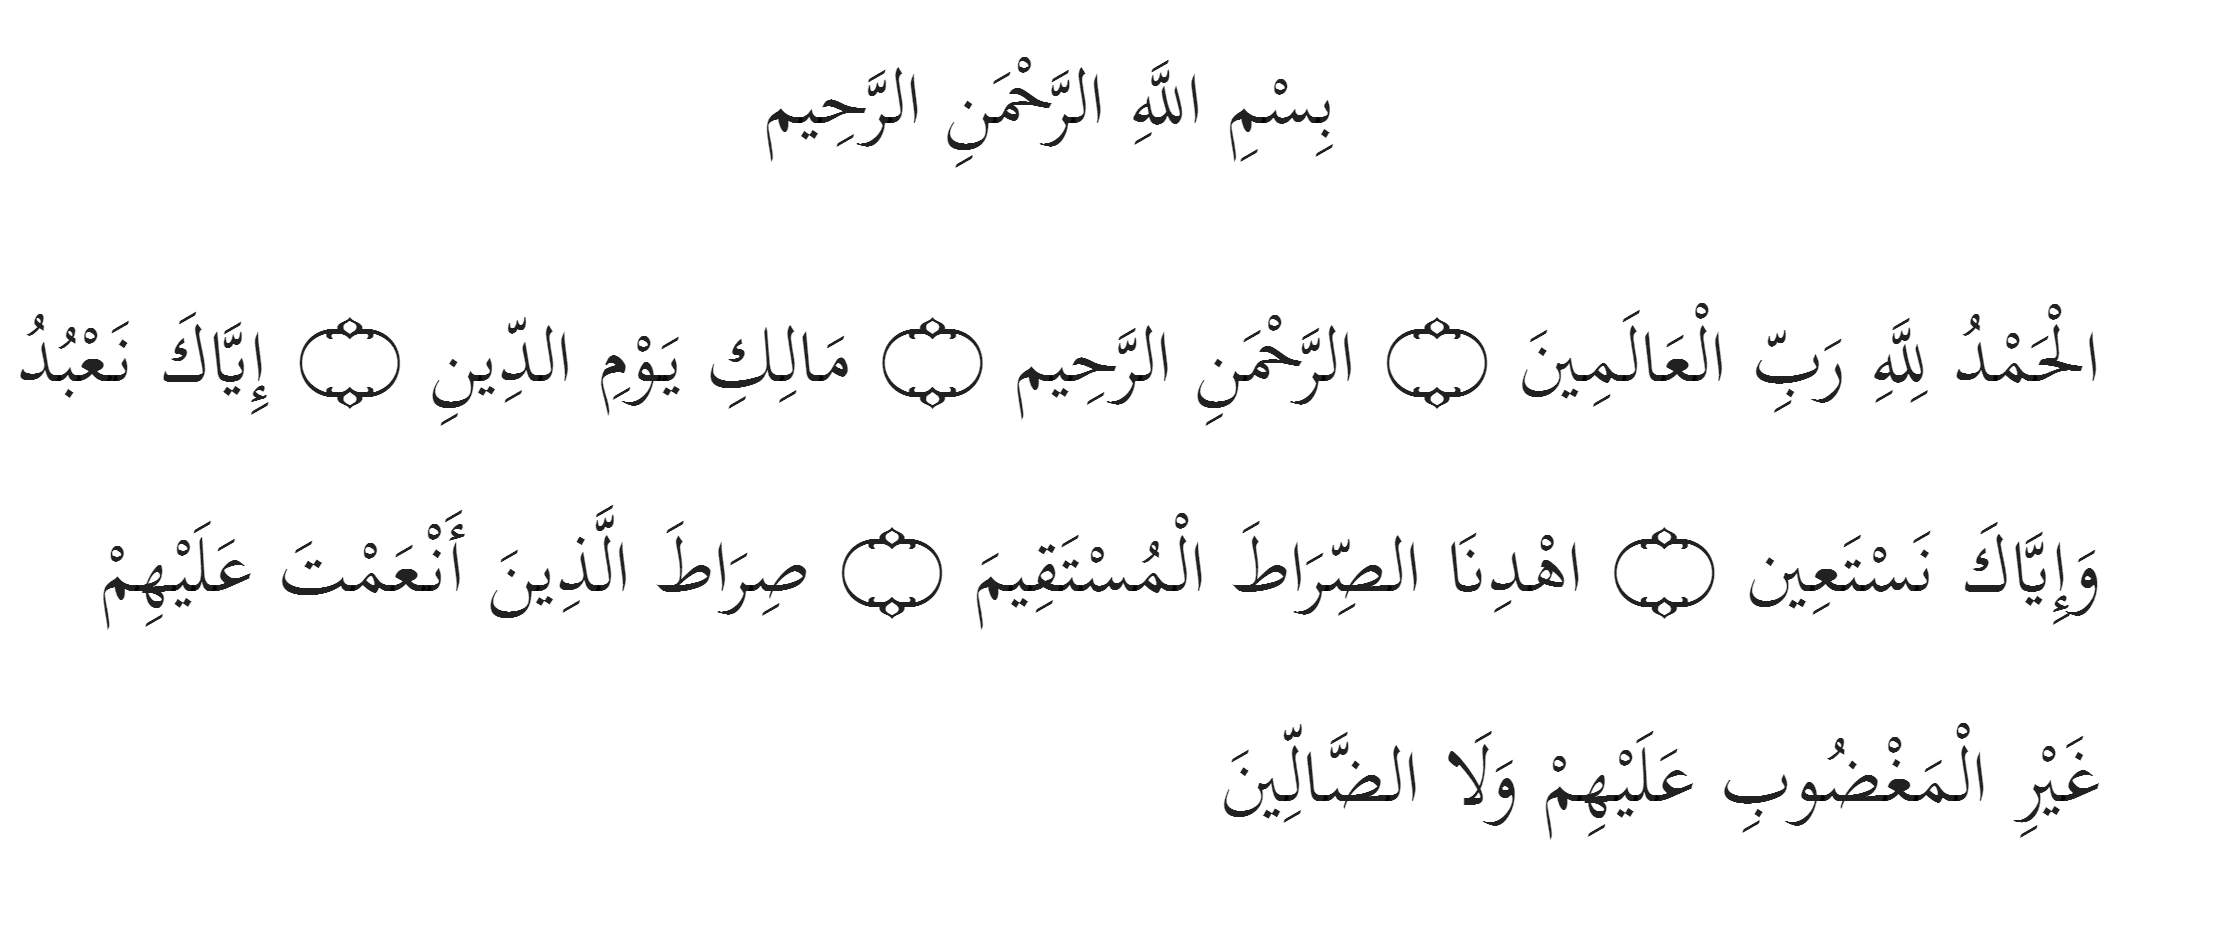 بِسْمِ اللَّهِ الرَّحْمَنِ الرَّحِيم
الْحَمْدُ لِلَّهِ رَبِّ الْعَالَمِينَ ۝ الرَّحْمَنِ الرَّحِيم ۝ مَالِكِ يَوْمِ الدِّينِ ۝ إِيَّاكَ نَعْبُدُ
وَإِيَّاكَ نَسْتَعِين ۝ اهْدِنَا الصِّرَاطَ الْمُسْتَقِيمَ ۝ صِرَاطَ الَّذِينَ أَنْعَمْتَ عَلَيْهِمْ
غَيْرِ الْمَغْضُوبِ عَلَيْهِمْ وَلَا الضَّالِّينَ